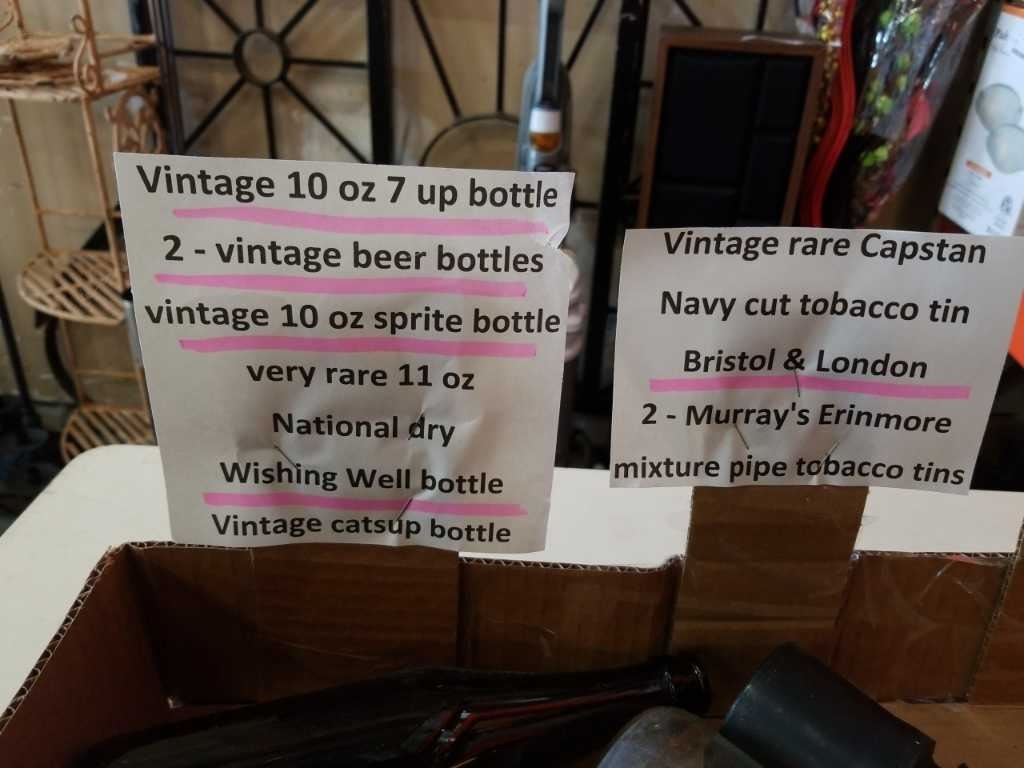 Vintage 10 oz 7 up bottle
2 - vintage beer bottles
vintage 10 oz sprite bottle
very rare 11 oz
National dry
Wishing Well bottle
Vintage catsup bottle
Vintage rare Capstan
Navy cut tobacco tin
Bristol & London
2 - Murray's Erinmore
mixture pipe tobacco tins